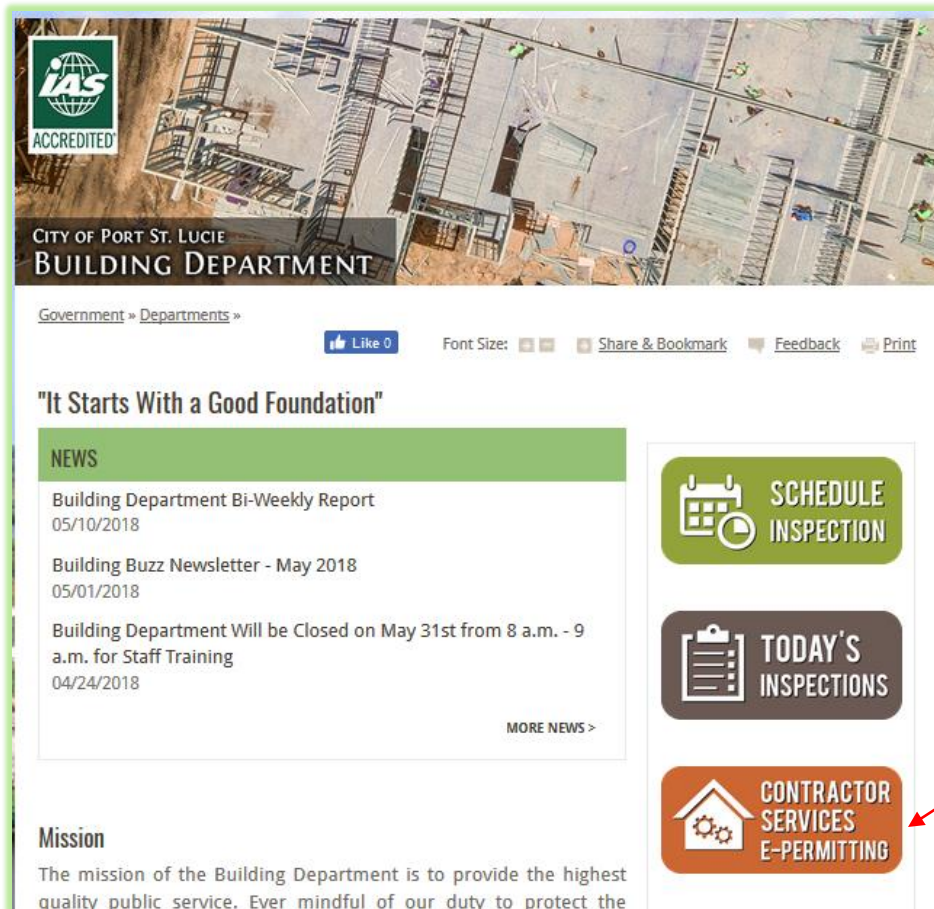 iAS
ACCREDITED
CITY OF PORT ST. LUCIE
BUILDING DEPARTMENT
Government » Departments »
Like 0
Font Size: + - Share & Bookmark Feedback Print
"It Starts With a Good Foundation"
NEWS
Building Department Bi-Weekly Report
05/10/2018
Building Buzz Newsletter - May 2018
05/01/2018
Building Department Will be Closed on May 31st from 8 a.m. - 9
a.m. for Staff Training
04/24/2018
MORE NEWS >
Mission
The mission of the Building Department is to provide the highest
quality public service. Ever mindful of our duty to protect the
SCHEDULE
INSPECTION
TODAY'S
INSPECTIONS
CONTRACTOR
SERVICES
E-PERMITTING